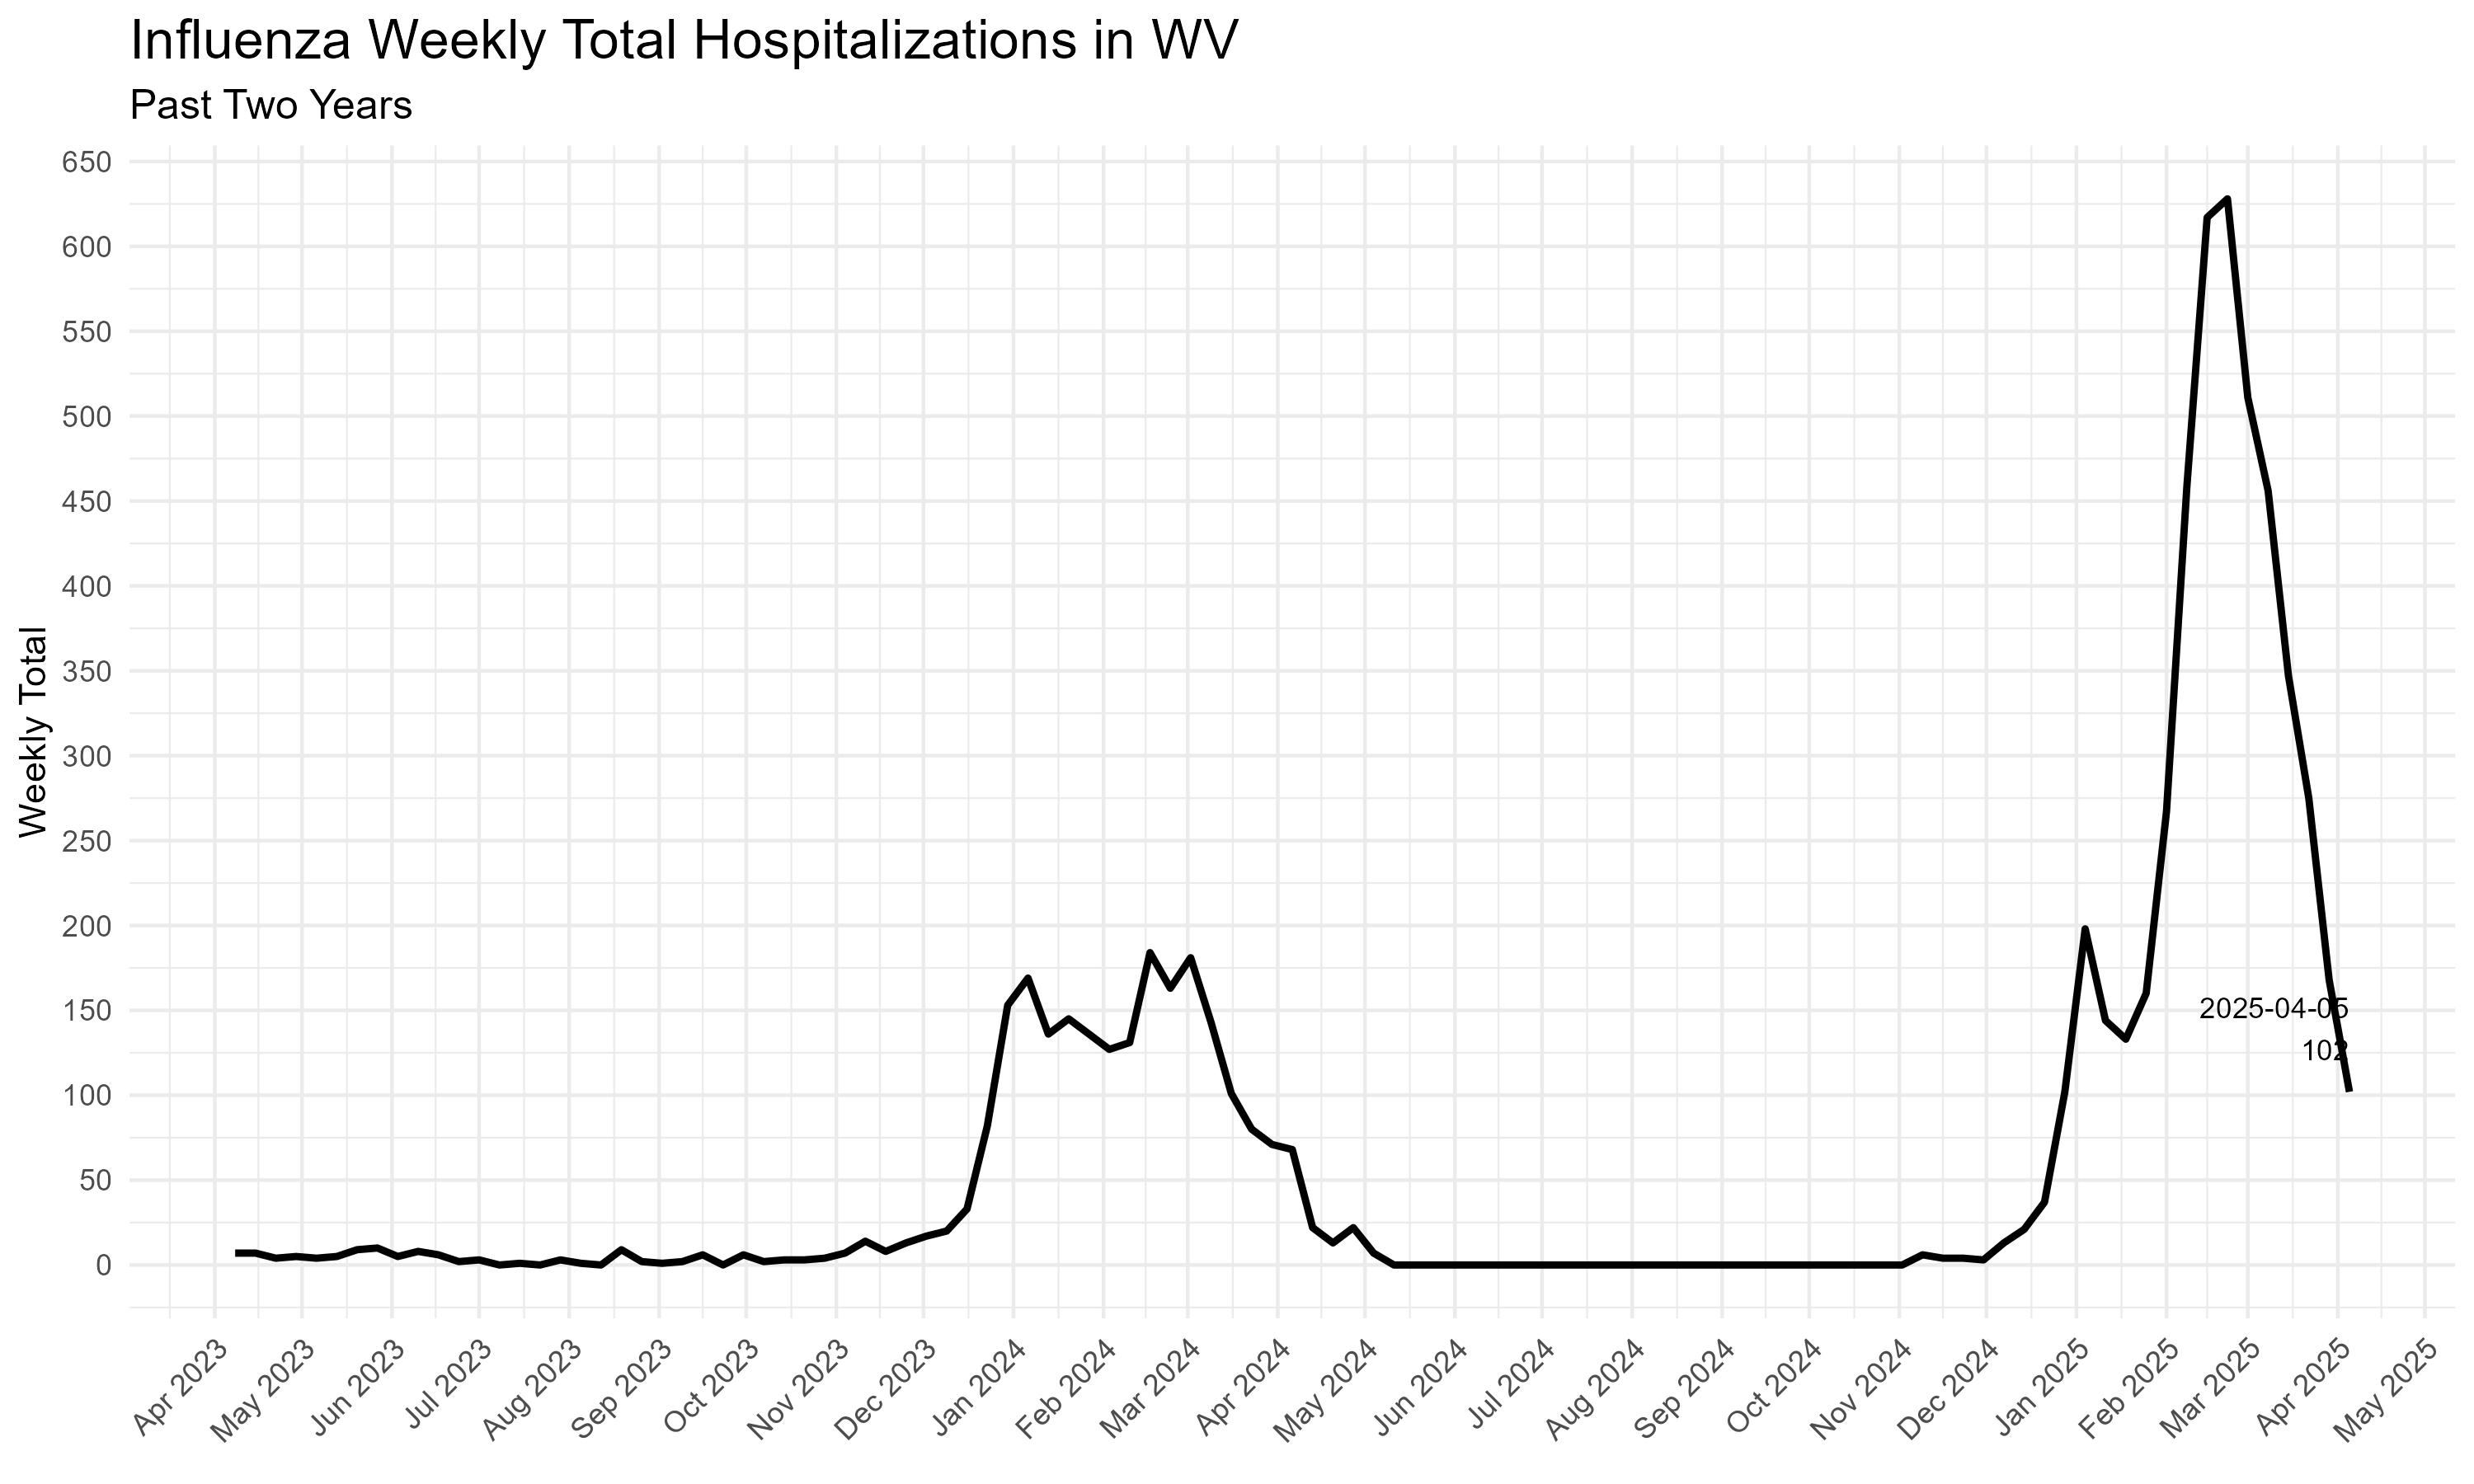 Influenza Weekly Total Hospitalizations in WV
Past Two Years
Weekly Total
650
600
550
500
450
400
350
300
250
200
150
100
50
0
2025-04-05
102
Apr 2023
May 2023
Jun 2023
Jul 2023
Aug 2023
Sep 2023
Oct 2023
Nov 2023
Dec 2023
Jan 2024
Feb 2024
Mar 2024
Apr 2024
May 2024
Jun 2024
Jul 2024
Aug 2024
Sep 2024
Oct 2024
Nov 2024
Dec 2024
Jan 2025
Feb 2025
Mar 2025
Apr 2025
May 2025